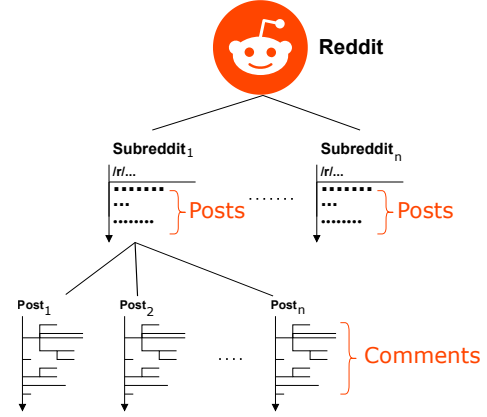 Reddit
Subreddit1 Subredditn
/r/... /r/...
Posts ........ Posts
Post1 Post2 Postn
.... Comments